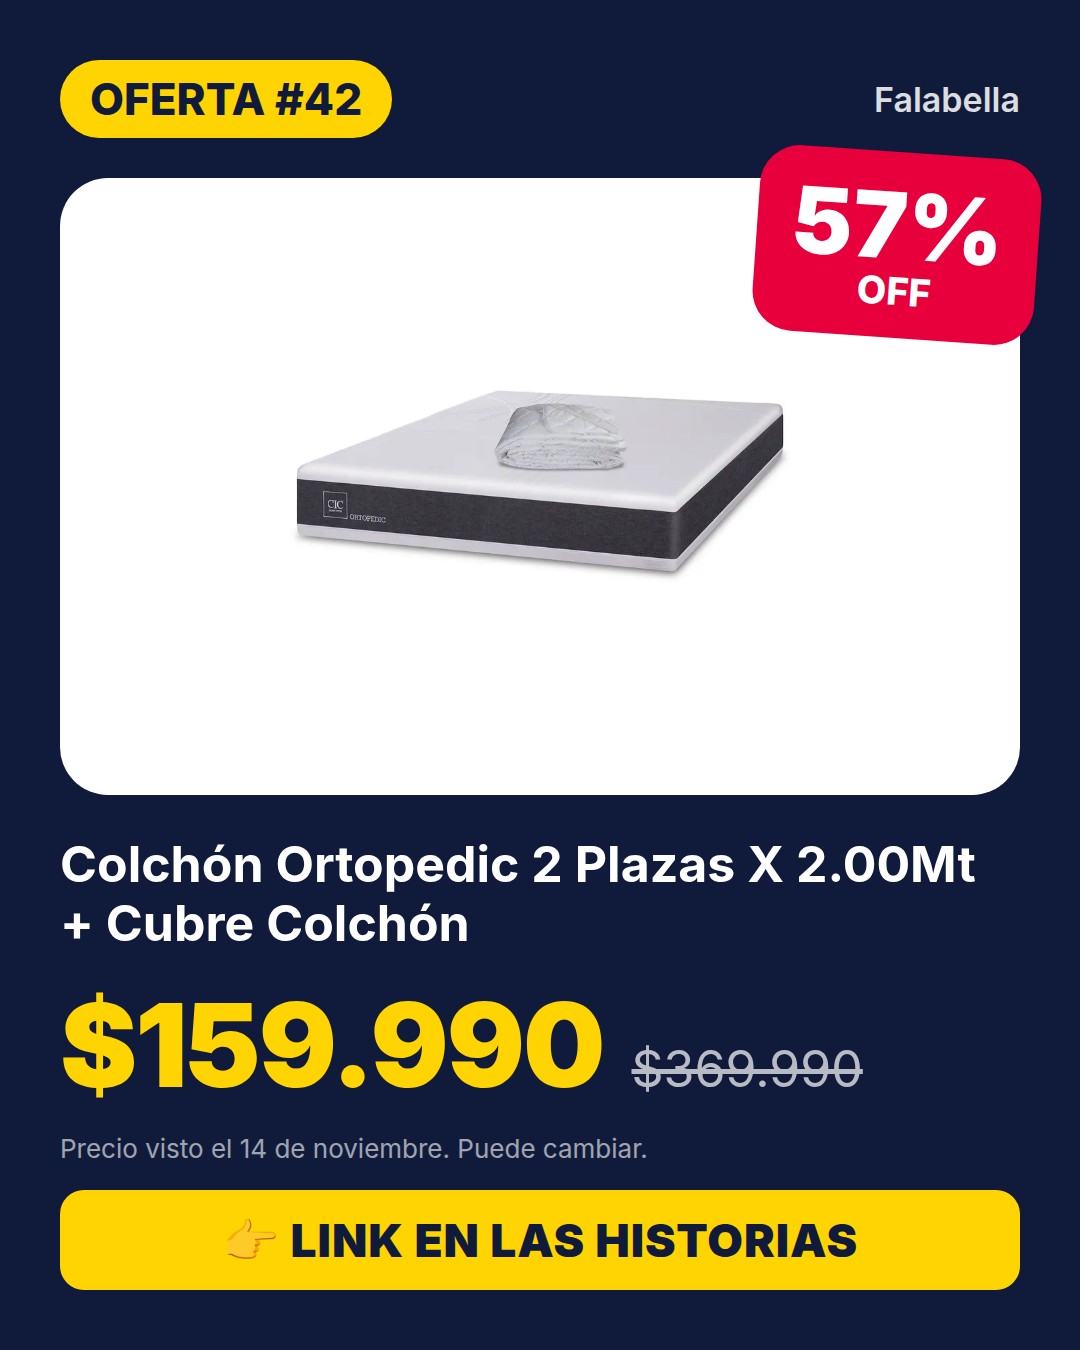 OFERTA #42
Falabella
57%
OFF
CIC
ORTOPEDIC
Colchón Ortopedic 2 Plazas X 2.00Mt
+ Cubre Colchón
$159.990 $369.990
Precio visto el 14 de noviembre. Puede cambiar.
👉 LINK EN LAS HISTORIAS